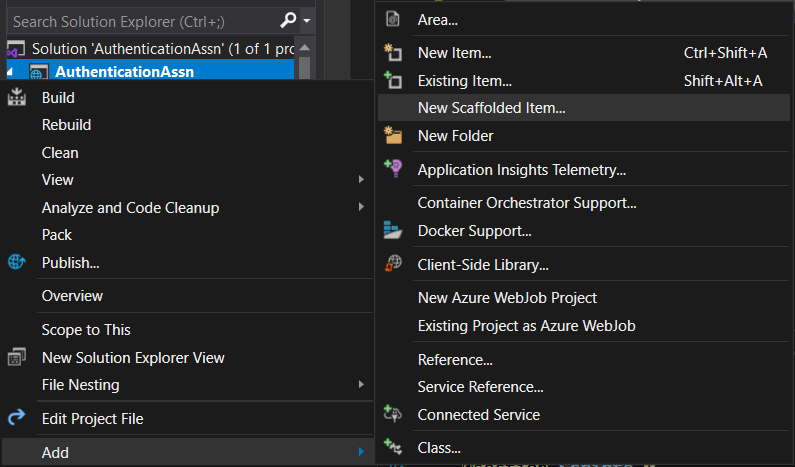 Search Solution Explorer (Ctrl+;)
Solution 'AuthenticationAssn' (1 of 1 pro
AuthenticationAssn
Build
Rebuild
Clean
View
Analyze and Code Cleanup
Pack
Publish...
Overview
Scope to This
New Solution Explorer View
File Nesting
Edit Project File
Add
Area...
New Item... Ctrl+Shift+A
Existing Item... Shift+Alt+A
New Scaffolded Item...
New Folder
Application Insights Telemetry...
Container Orchestrator Support...
Docker Support...
Client-Side Library...
New Azure WebJob Project
Existing Project as Azure WebJob
Reference...
Service Reference...
Connected Service
Class...